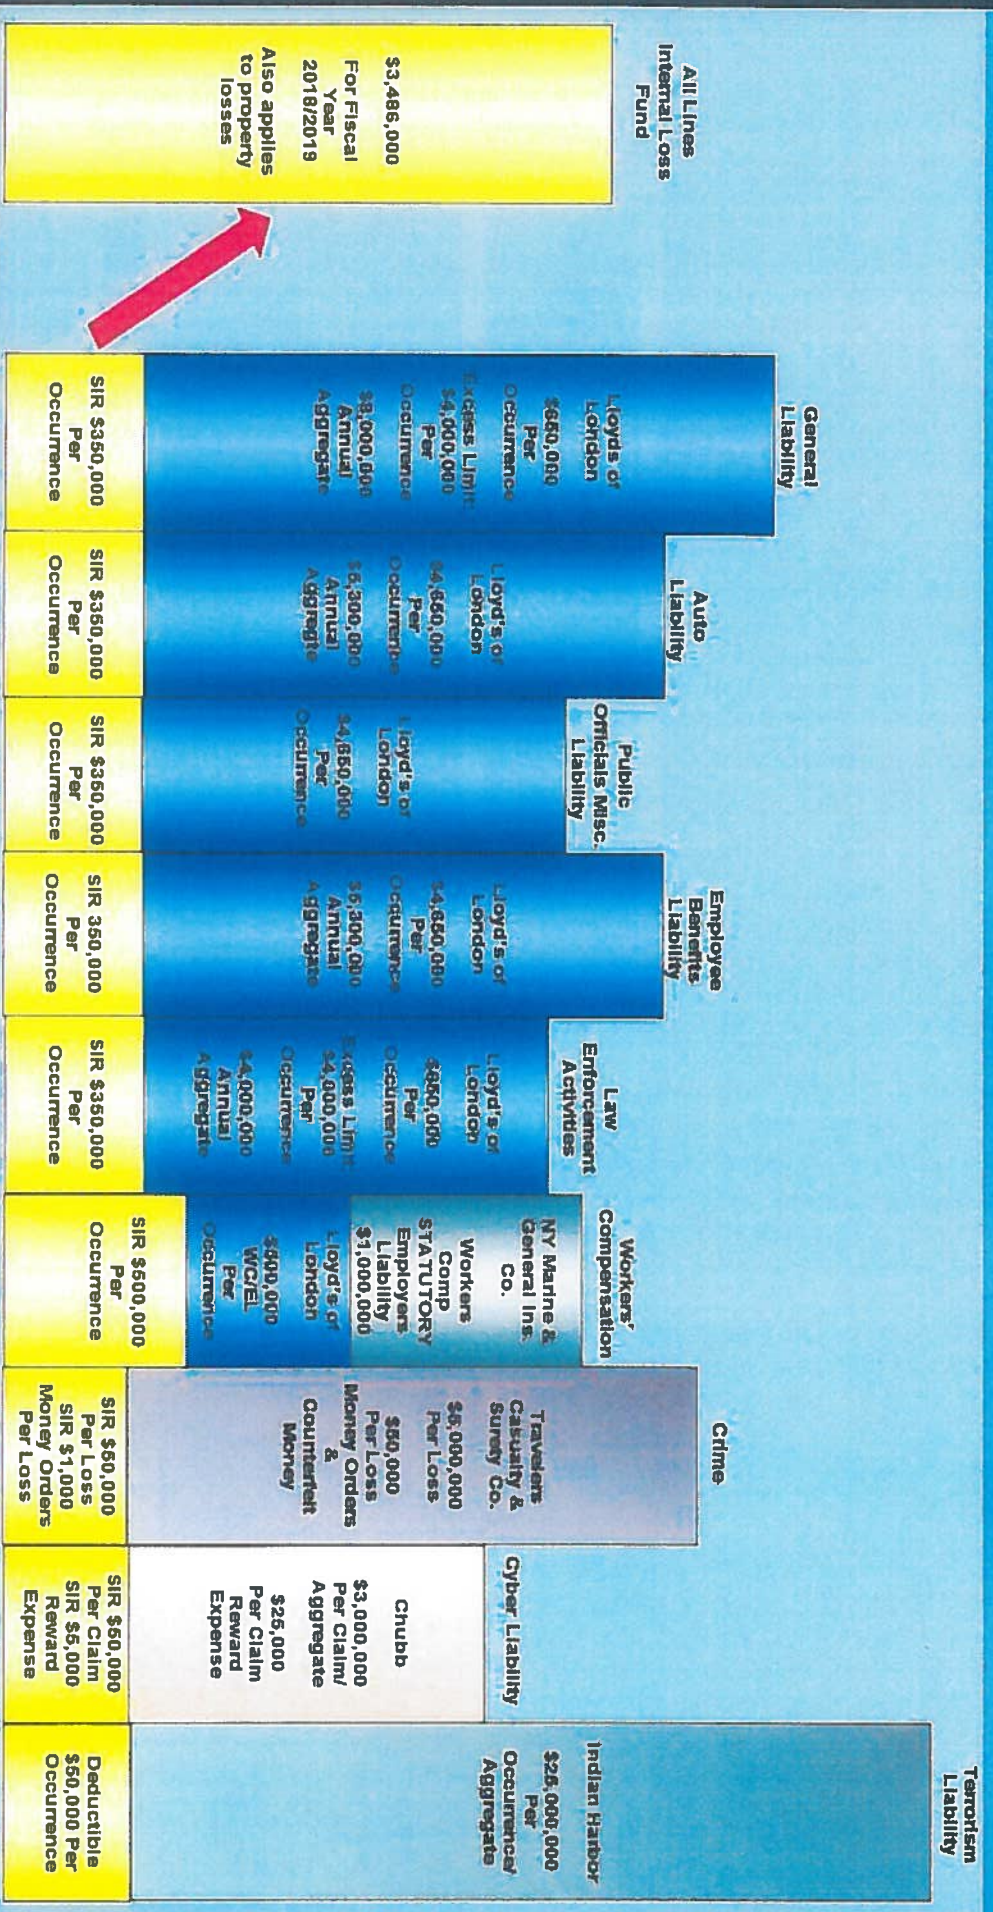 All Lines
Internal Loss
Fund
$3,486,000
For Fiscal
Year
2018/2019
Also applies
to property
losses
General
Liability
Lloyds of
London
$650,000
Per
Occurrence
Excess Limit:
$4,000,000
Per
Occurrence
$8,000,000
Annual
Aggregate
SIR $350,000
Per
Occurrence
Auto
Liability
Lloyd's of
London
$4,650,000
Per
Occurrence
$5,300,000
Annual
Aggregate
SIR $350,000
Per
Occurrence
Public
Officials Misc.
Liability
Lloyd's of
London
$4,650,000
Per
Occurrence
SIR $350,000
Per
Occurrence
Employee
Benefits
Liability
Lloyd's of
London
$4,650,000
Per
Occurrence
$5,300,000
Annual
Aggregate
SIR 350,000
Per
Occurrence
Law
Enforcement
Activities
Lloyd's of
London
$650,000
Per
Occurrence
Excess Limit:
$4,000,000
Per
Occurrence
$4,000,000
Annual
Aggregate
SIR $350,000
Per
Occurrence
Workers'
Compensation
NY Marine &
General Ins.
Co.
Workers
Comp
STATUTORY
Employers
Liability
$1,000,000
Lloyd's of
London
$500,000
WC/EL
Per
Occurrence
SIR $500,000
Per
Occurrence
Crime
Travelers
Casualty &
Surety Co.
$5,000,000
Per Loss
$50,000
Per Loss
Money Orders
&
Counterfeit
Money
SIR $50,000
Per Loss
SIR $1,000
Money Orders
Per Loss
Cyber Liability
Chubb
$3,000,000
Per Claim/
Aggregate
$25,000
Per Claim
Reward
Expense
SIR $50,000
Per Claim
SIR $5,000
Reward
Expense
Terrorism
Liability
Indian Harbor
$25,000,000
Per
Occurrence/
Aggregate
Deductible
$50,000 Per
Occurrence